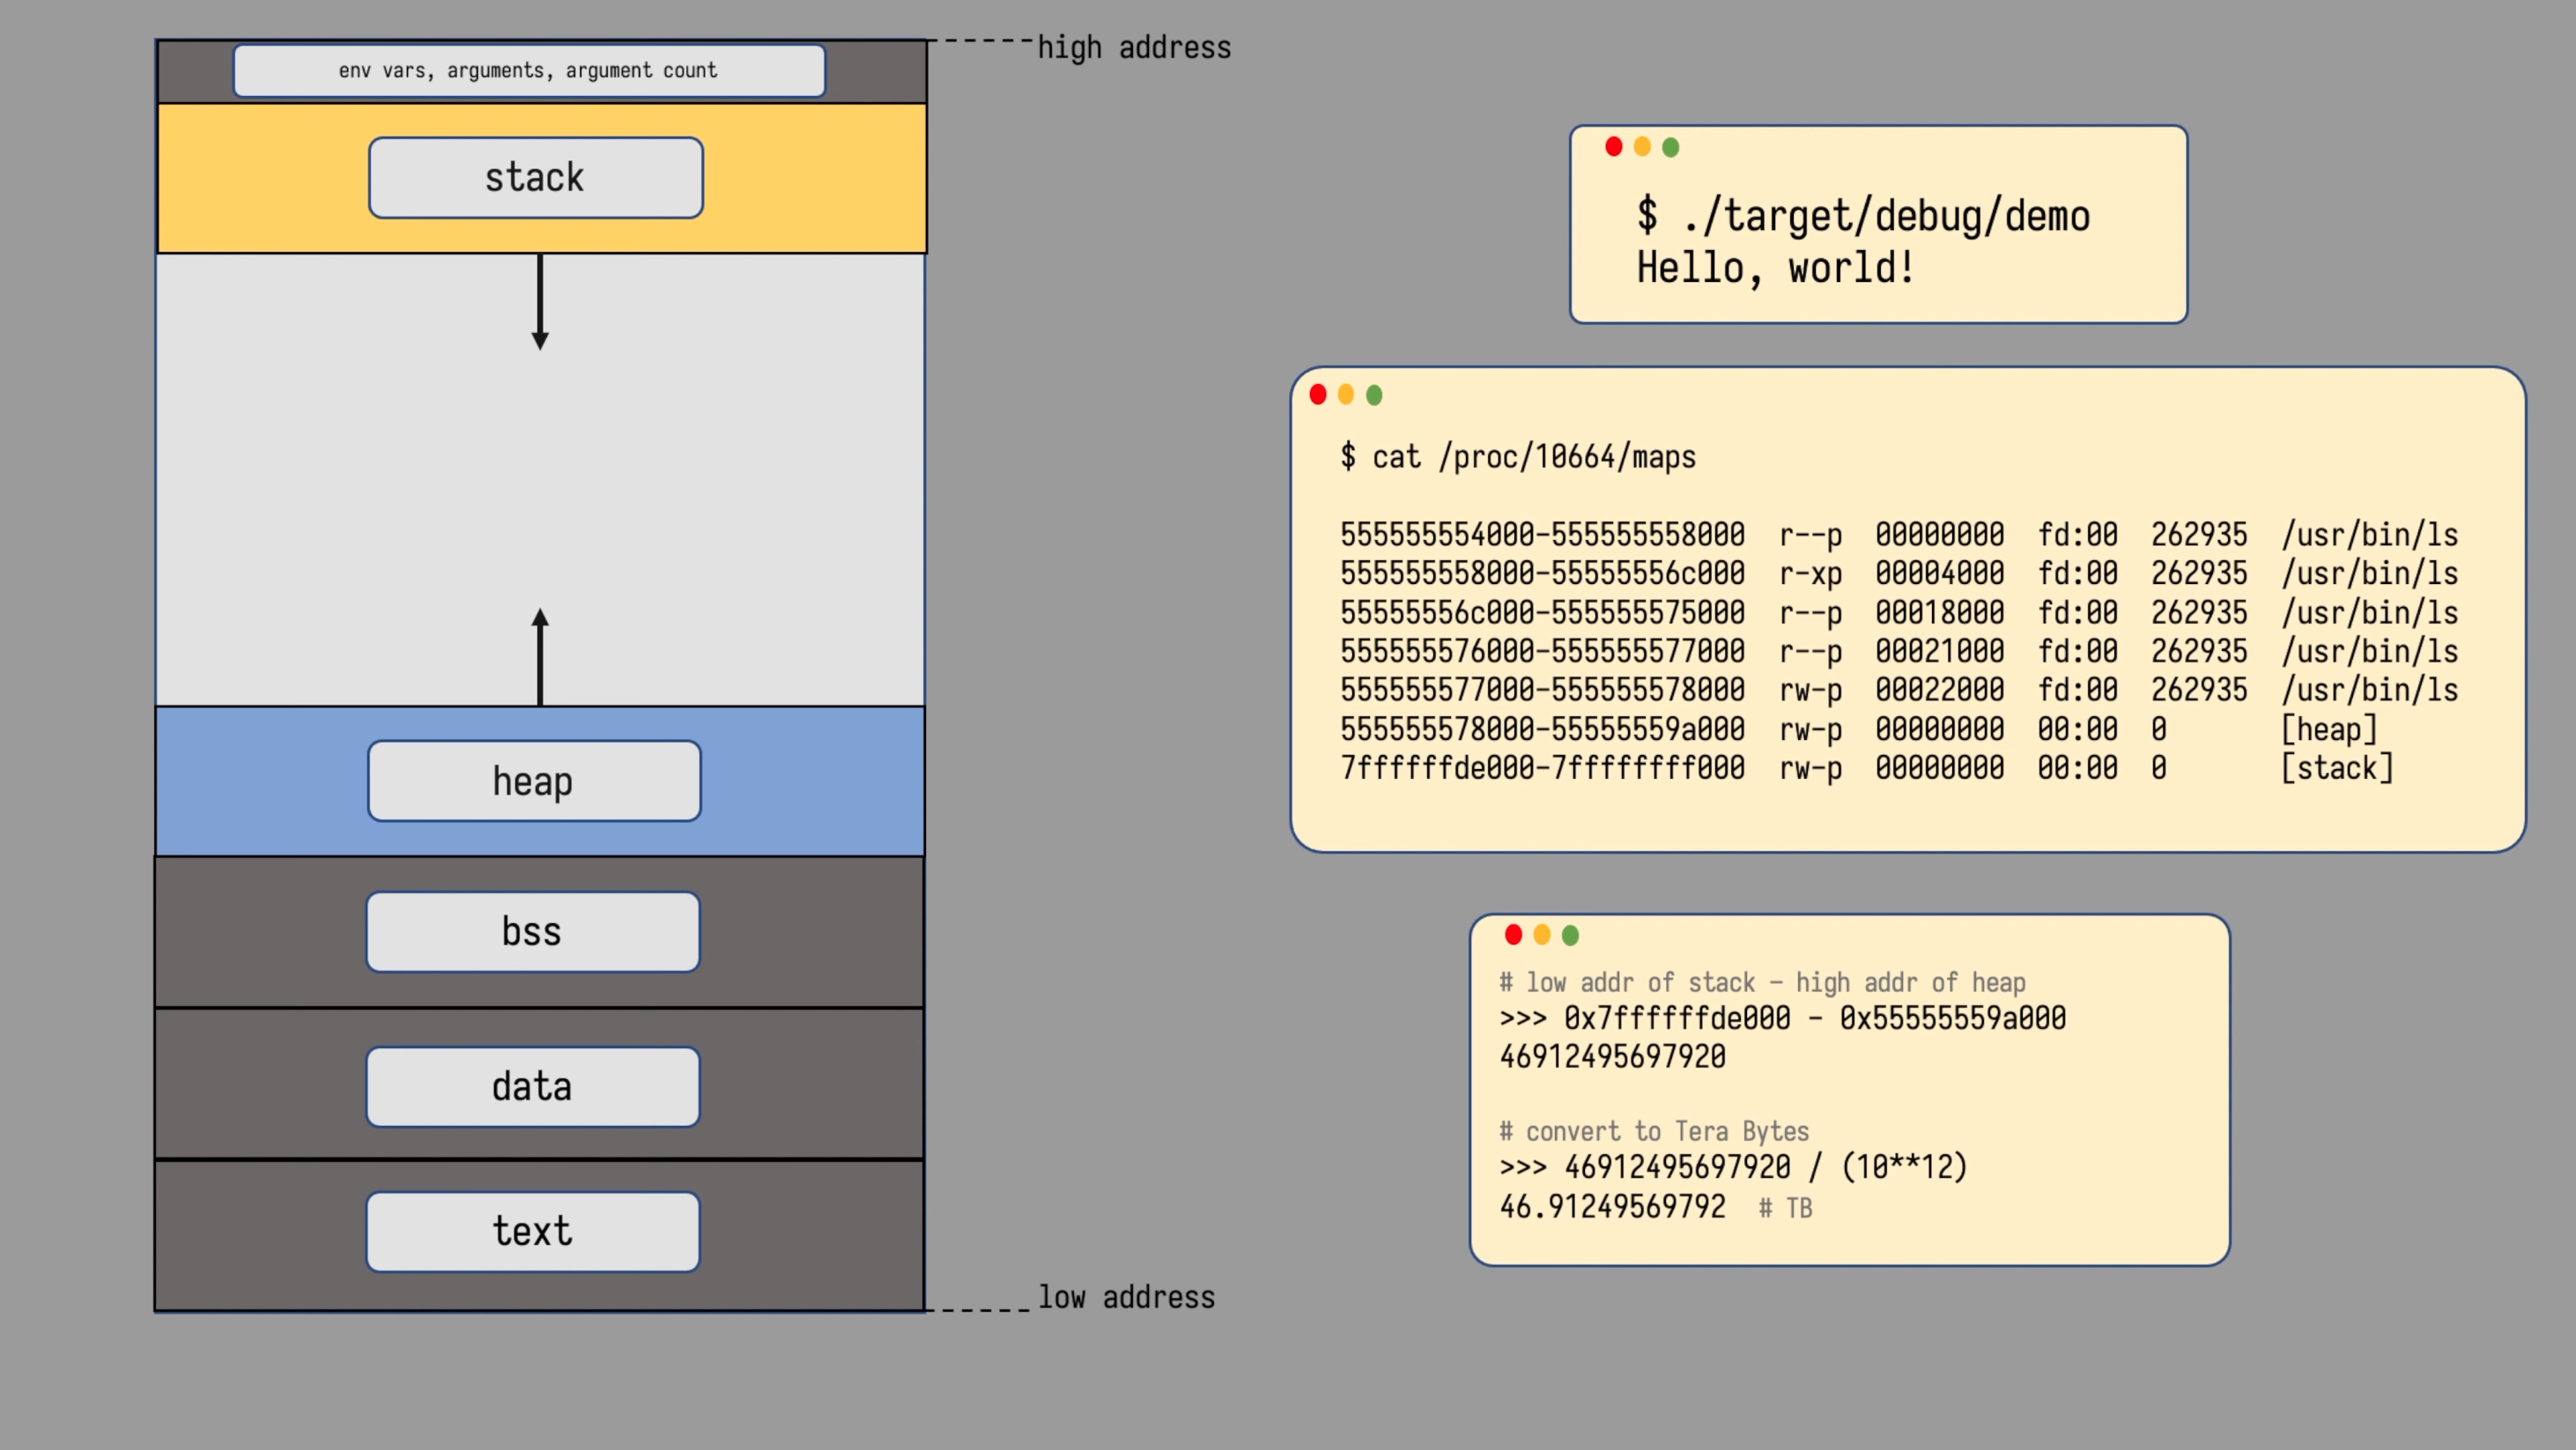 high address
env vars, arguments, argument count
stack
heap
bss
data
text
low address
$ ./target/debug/demo
Hello, world!
$ cat /proc/10664/maps
555555554000-555555558000 r--p 00000000 fd:00 262935 /usr/bin/ls
555555558000-55555556c000 r-xp 00004000 fd:00 262935 /usr/bin/ls
55555556c000-555555575000 r--p 00018000 fd:00 262935 /usr/bin/ls
555555576000-555555577000 r--p 00021000 fd:00 262935 /usr/bin/ls
555555577000-555555578000 rw-p 00022000 fd:00 262935 /usr/bin/ls
555555578000-55555559a000 rw-p 00000000 00:00 0 [heap]
7ffffffde000-7ffffffff000 rw-p 00000000 00:00 0 [stack]
# low addr of stack - high addr of heap
>>> 0x7ffffffde000 - 0x55555559a000
46912495697920
# convert to Tera Bytes
>>> 46912495697920 / (10**12)
46.91249569792 # TB